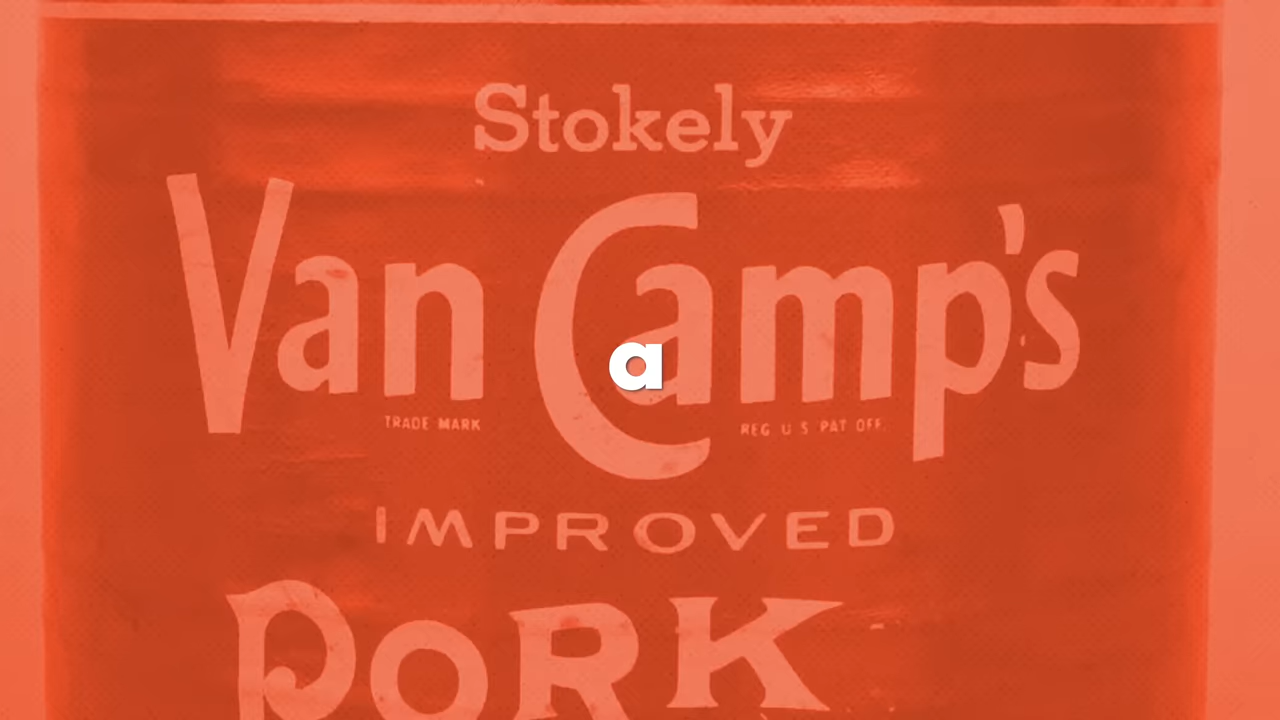 Stokely
Van Camp's
TRADE MARK REG U S PAT OFF.
a
IMPROVED
PORK